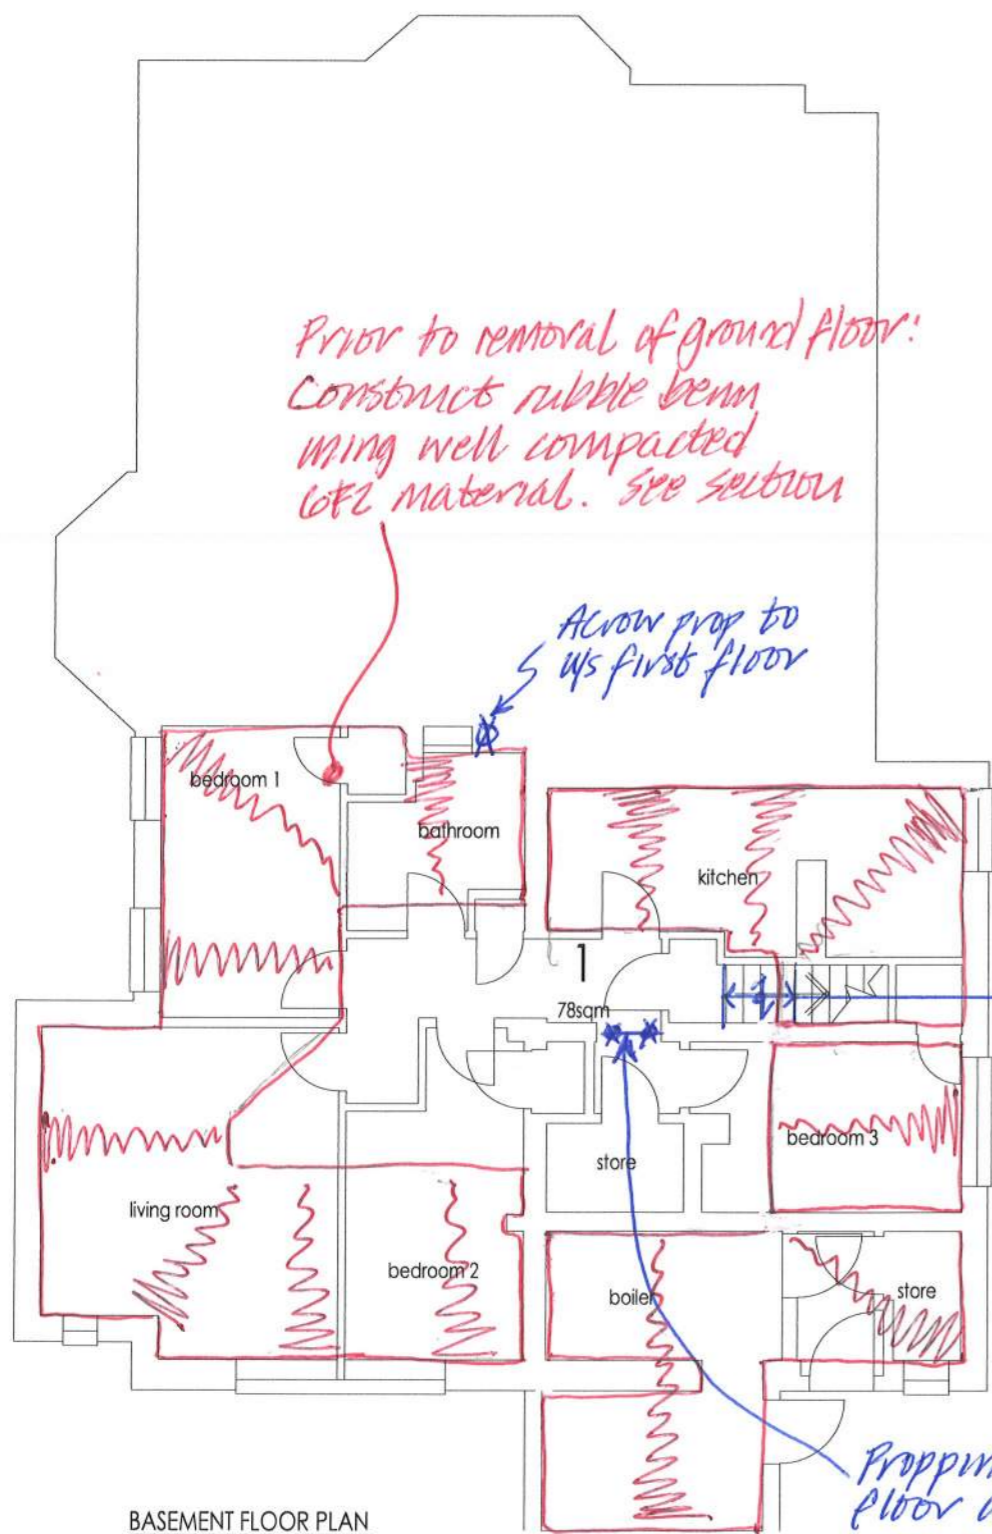 Prior to removal of ground floor:
Construct rubble berm
using well compacted
6F2 material. See section
Acrow prop to
u/s first floor
bedroom 1
bathroom
kitchen
1
78sqm
bedroom 3
store
living room
bedroom 2
boiler
store
floor
BASEMENT FLOOR PLAN